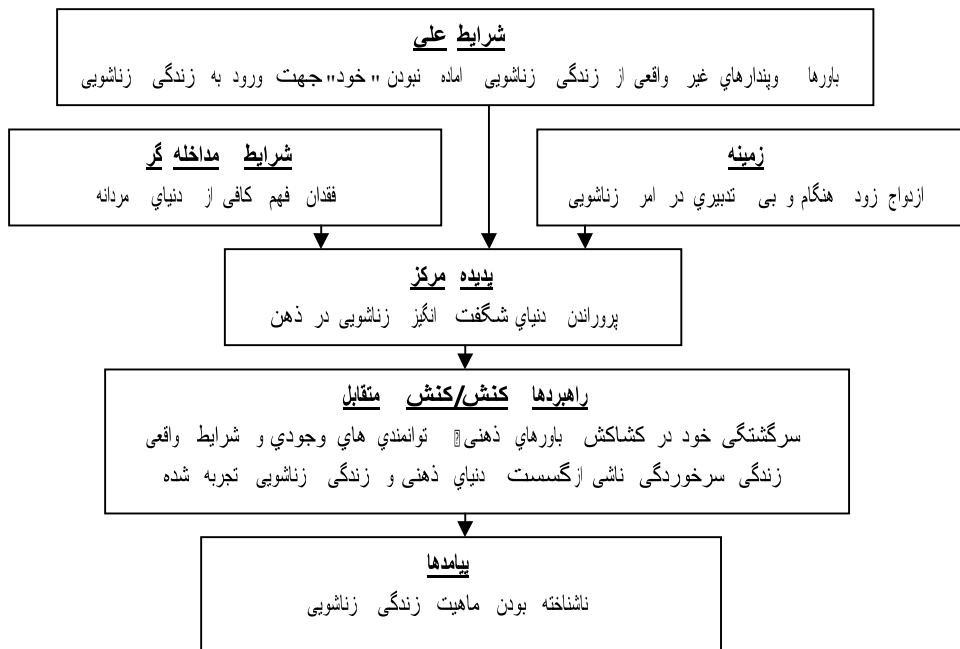 شرایط علی
باورها وپندارهاي غیر واقعی از زندگی زناشویی اماده نبودن "خود" جهت ورود به زندگی زناشویی
زمینه
ازدواج زود هنگام و بی تدبیري در امر زناشویی
شرایط مداخله گر
فقدان فهم کافی از دنیاي مردانه
پدیده مرکز
پروراندن دنیاي شگفت انگیز زناشویی در ذهن
راهبردها کنش/کنش متقابل
سرگشتگی خود در کشاکش باورهاي ذهنی توانمندي هاي وجودي و شرایط واقعی
زندگی سرخوردگی ناشی ازگسست دنیاي ذهنی و زندگی زناشویی تجربه شده
پیامدها
ناشناخته بودن ماهیت زندگی زناشویی